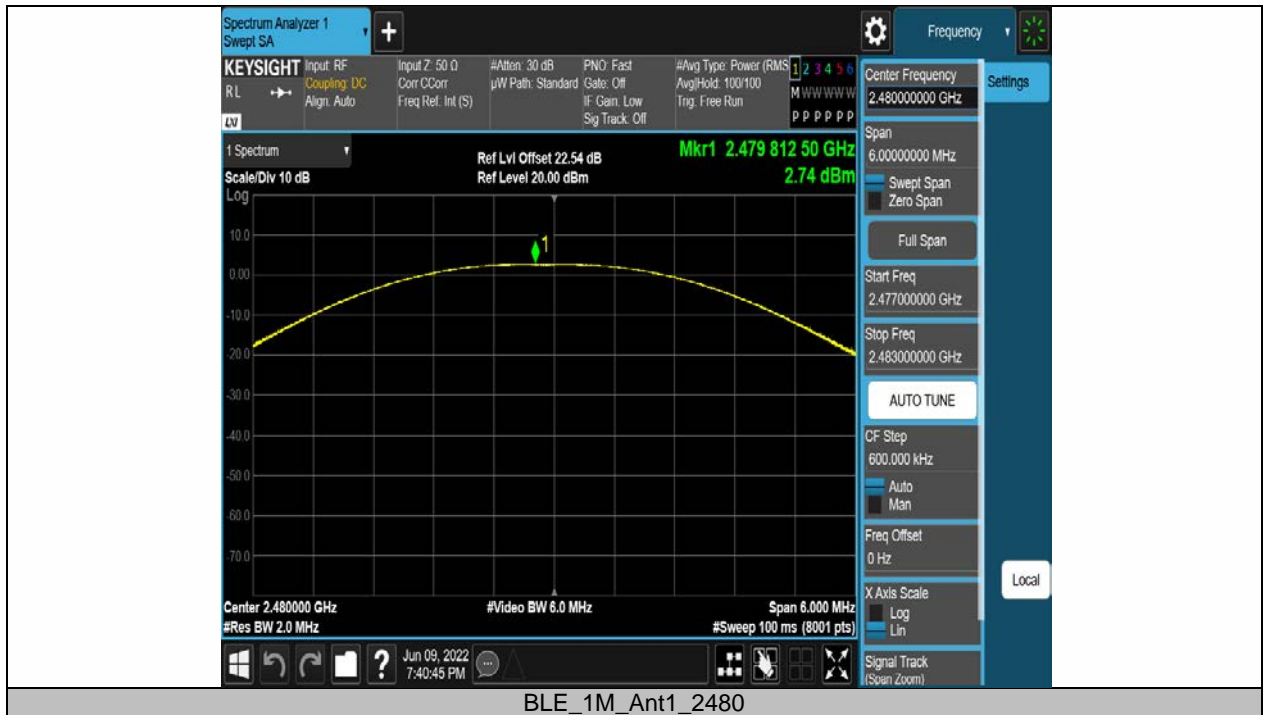 Spectrum Analyzer 1
Swept SA
+
Frequency
KEYSIGHT
RL
LXI
Input: RF
Coupling: DC
Align: Auto
Input Z: 50 Ω
Corr CCorr
Freq Ref: Int (S)
#Atten: 30 dB
µW Path: Standard
PNO: Fast
Gate: Off
IF Gain: Low
Sig Track: Off
#Avg Type: Power (RMS
Avg|Hold: 100/100
Trig: Free Run
1 2 3 4 5 6
M W W W W W
P P P P P P
Center Frequency
2.480000000 GHz
Settings
Span
6.00000000 MHz
Swept Span
Zero Span
Full Span
Start Freq
2.477000000 GHz
Stop Freq
2.483000000 GHz
AUTO TUNE
CF Step
600.000 kHz
Auto
Man
Freq Offset
0 Hz
X Axis Scale
Log
Lin
Signal Track
(Span Zoom)
Local
1 Spectrum
Scale/Div 10 dB
Log
Ref Lvl Offset 22.54 dB
Ref Level 20.00 dBm
Mkr1 2.479 812 50 GHz
2.74 dBm
1
10.0
0.00
-10.0
-20.0
-30.0
-40.0
-50.0
-60.0
-70.0
Center 2.480000 GHz
#Res BW 2.0 MHz
#Video BW 6.0 MHz
Span 6.000 MHz
#Sweep 100 ms (8001 pts)
?
Jun 09, 2022
7:40:45 PM
BLE_1M_Ant1_2480